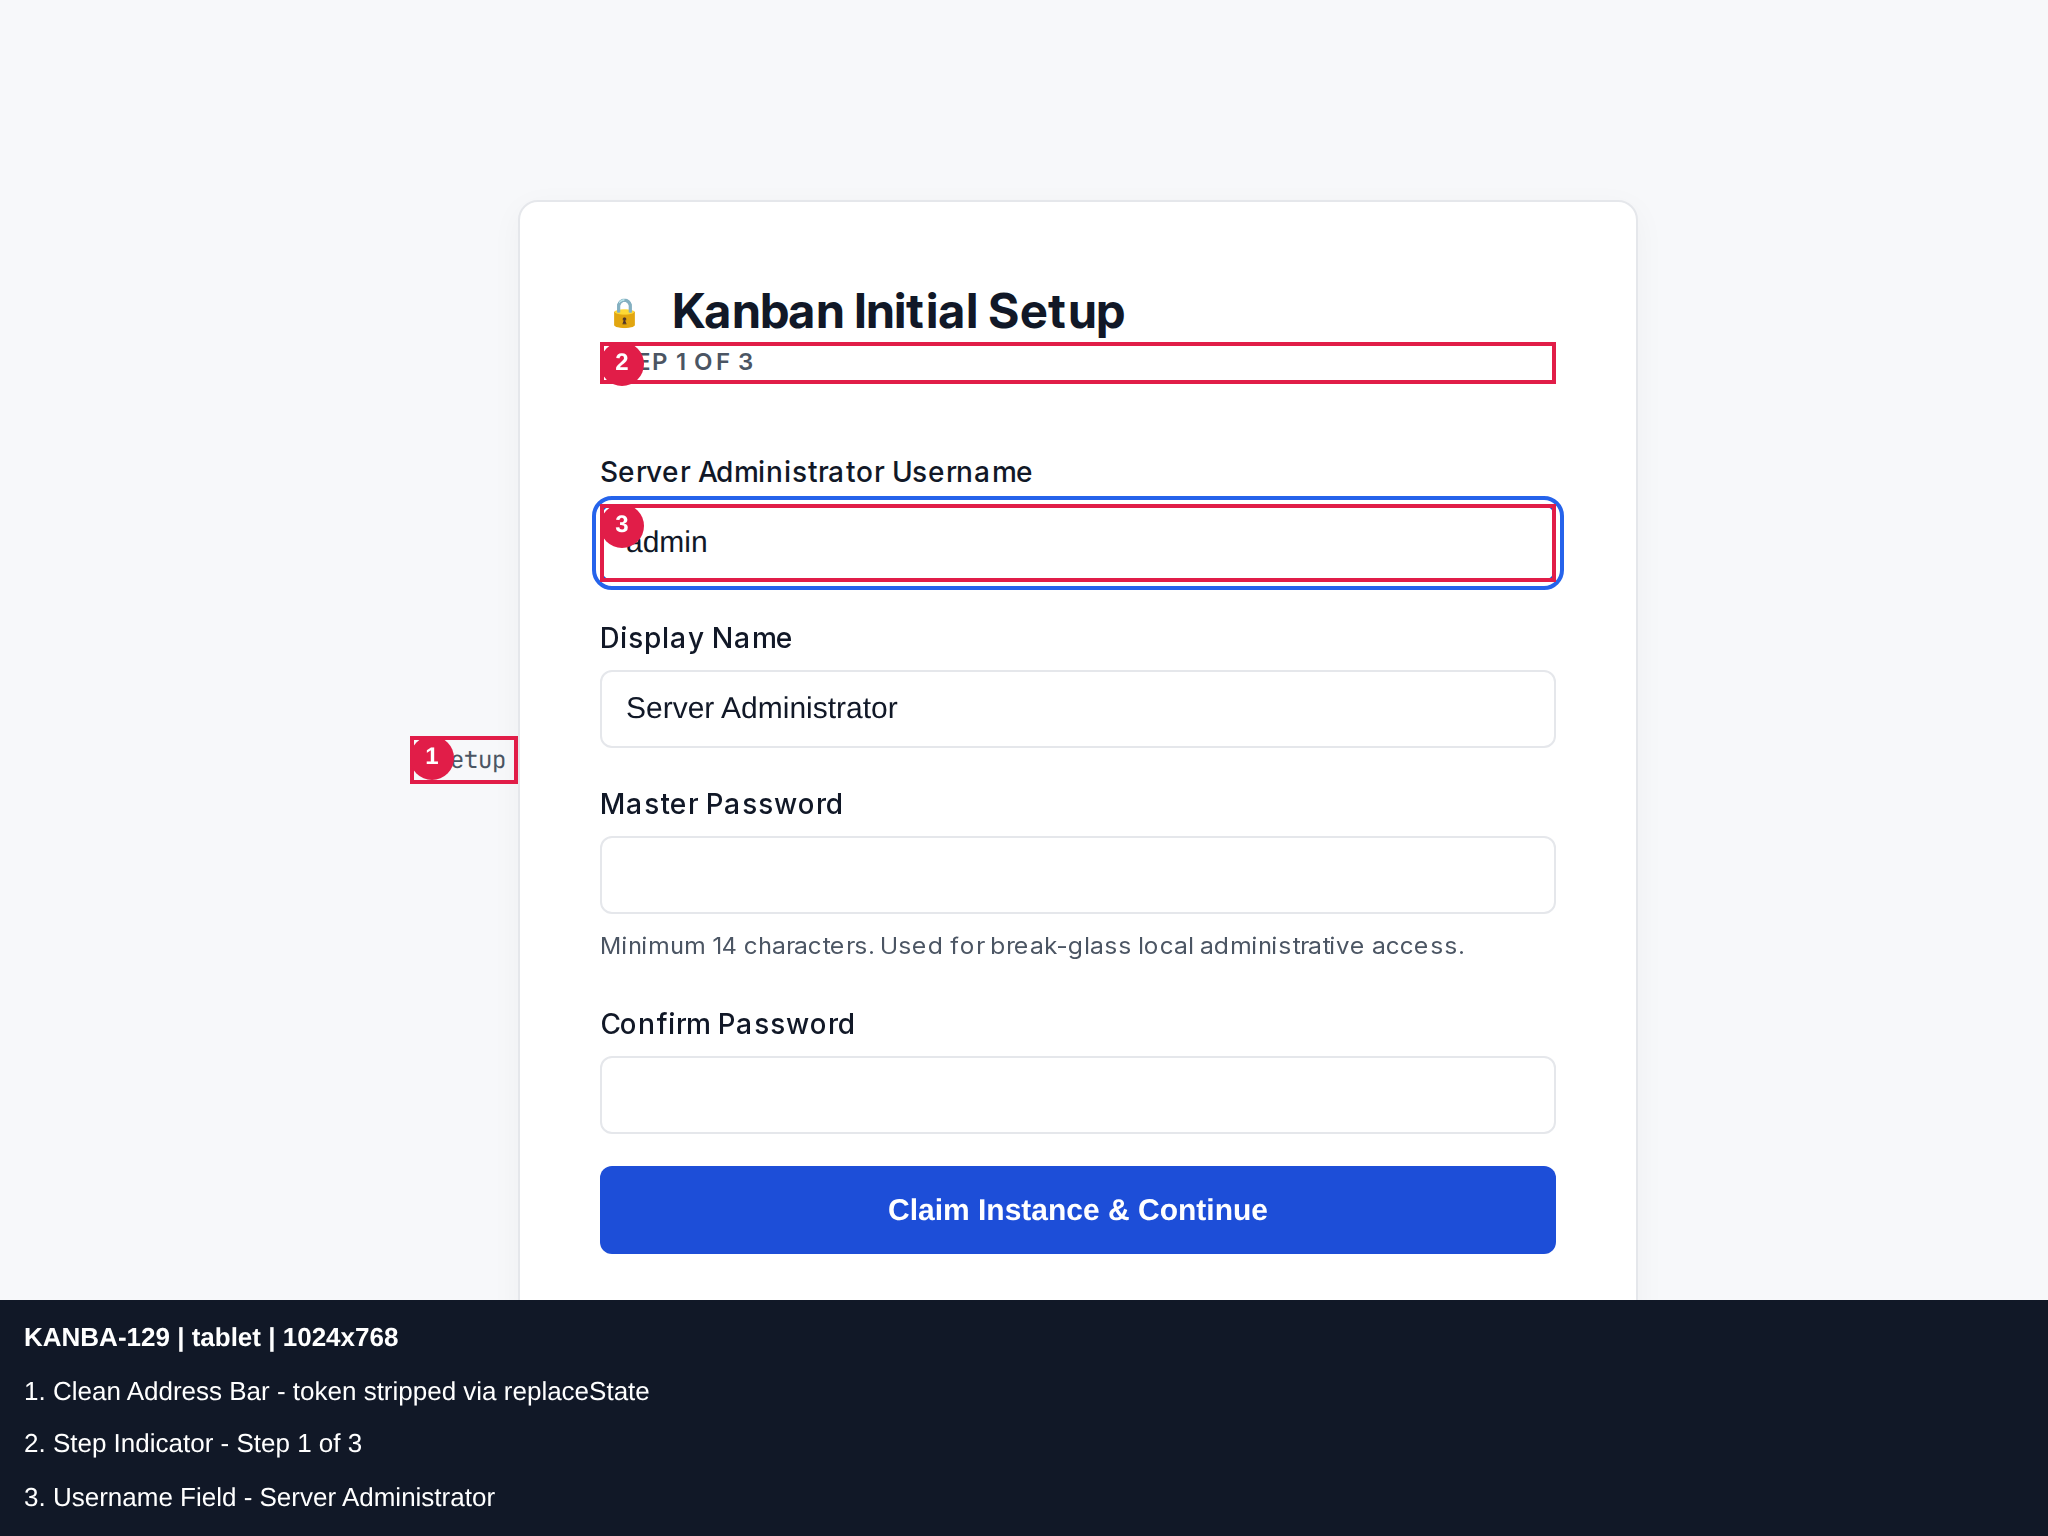 🔒 Kanban Initial Setup
2 EP 1 OF 3
Server Administrator Username
3 admin
Display Name
Server Administrator
1 etup
Master Password
Minimum 14 characters. Used for break-glass local administrative access.
Confirm Password
Claim Instance & Continue
KANBA-129 | tablet | 1024x768
1. Clean Address Bar - token stripped via replaceState
2. Step Indicator - Step 1 of 3
3. Username Field - Server Administrator